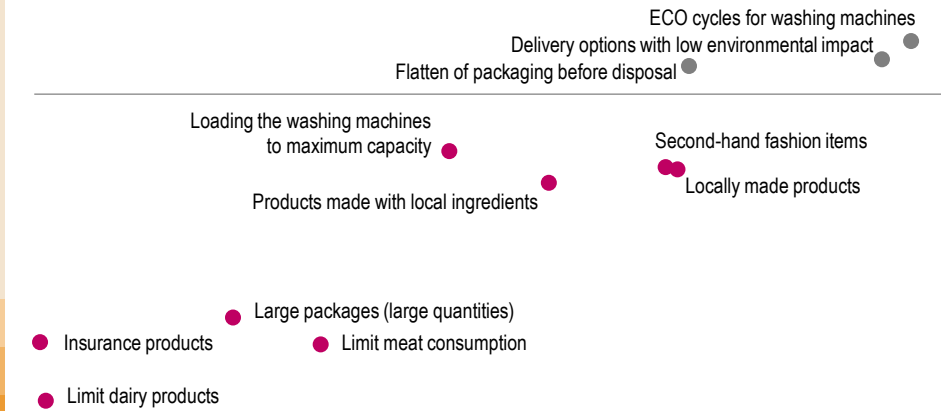 ECO cycles for washing machines
Delivery options with low environmental impact
Flatten of packaging before disposal
Loading the washing machines
to maximum capacity
Second-hand fashion items
Locally made products
Products made with local ingredients
Large packages (large quantities)
Insurance products
Limit meat consumption
Limit dairy products